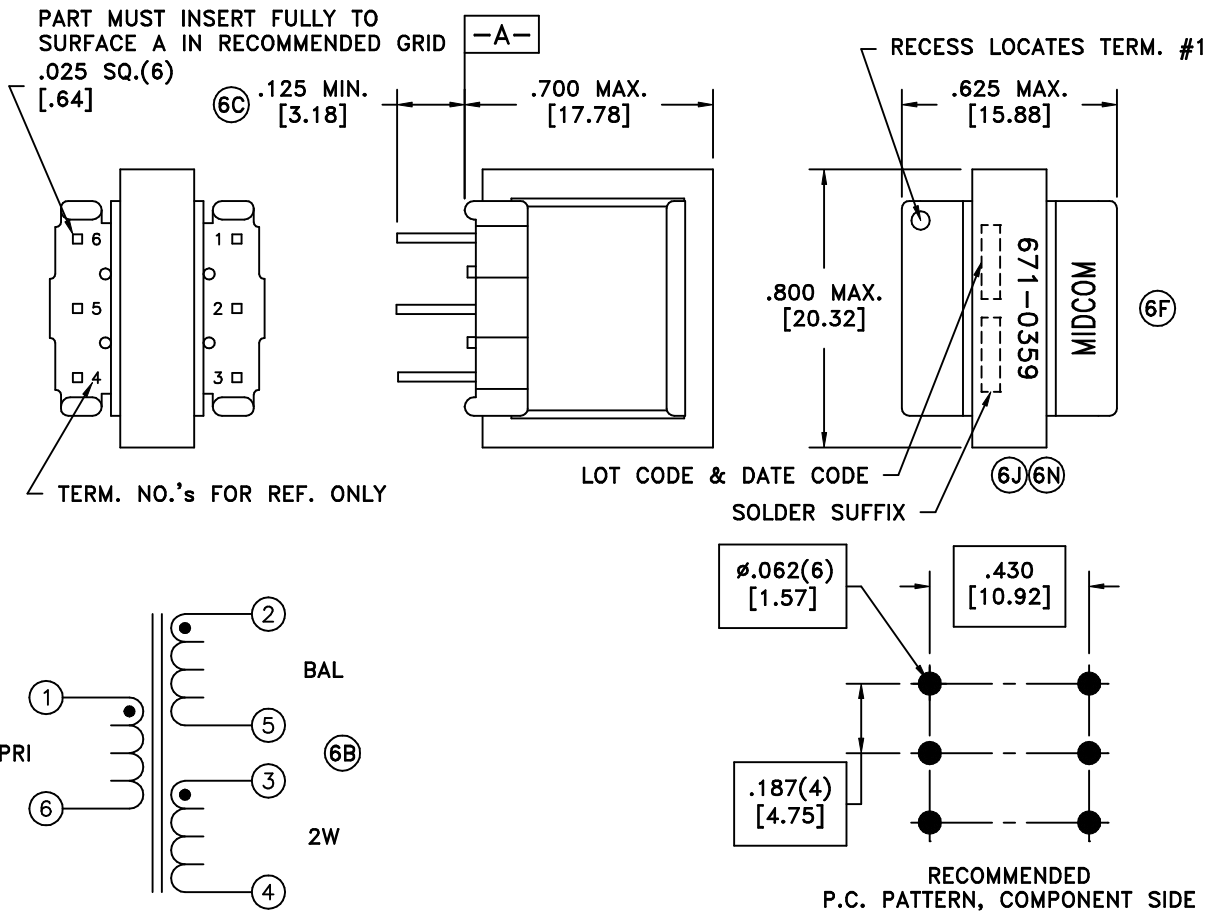 PART MUST INSERT FULLY TO
SURFACE A IN RECOMMENDED GRID
.025 SQ.(6)
[.64]
6C
.125 MIN.
[3.18]
-A-
.700 MAX.
[17.78]
RECESS LOCATES TERM. #1
.625 MAX.
[15.88]
6
5
4
1
2
3
TERM. NO.'s FOR REF. ONLY
.800 MAX.
[20.32]
671-0359
MIDCOM
6F
LOT CODE & DATE CODE
6J
6N
SOLDER SUFFIX
1
PRI
6
2
BAL
5
6B
3
2W
4
ø.062(6)
[1.57]
.430
[10.92]
.187(4)
[4.75]
RECOMMENDED
P.C. PATTERN, COMPONENT SIDE